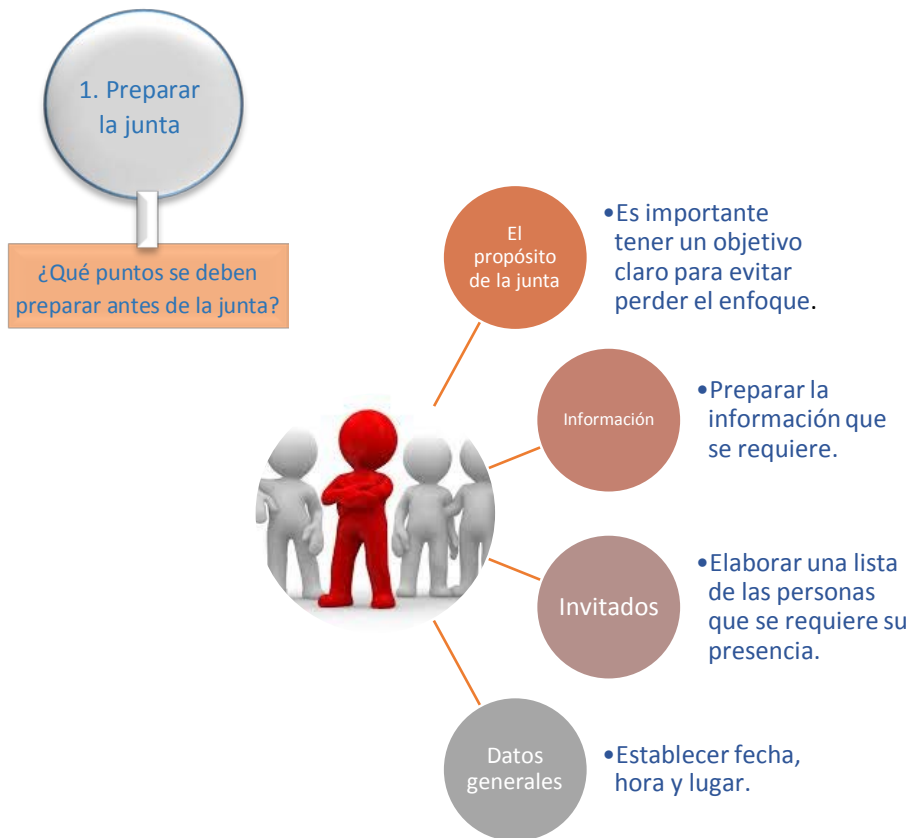 1. Preparar
la junta
¿Qué puntos se deben
preparar antes de la junta?
El
propósito
de la junta
•Es importante
tener un objetivo
claro para evitar
perder el enfoque.
Información
•Preparar la
información que
se requiere.
Invitados
•Elaborar una lista
de las personas
que se requiere su
presencia.
Datos
generales
•Establecer fecha,
hora y lugar.